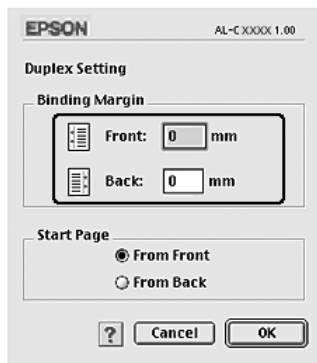 EPSON AL-C XXXX 1.00
Duplex Setting
Binding Margin
Front: 0 mm
Back: 0 mm
Start Page
From Front
From Back
? Cancel OK